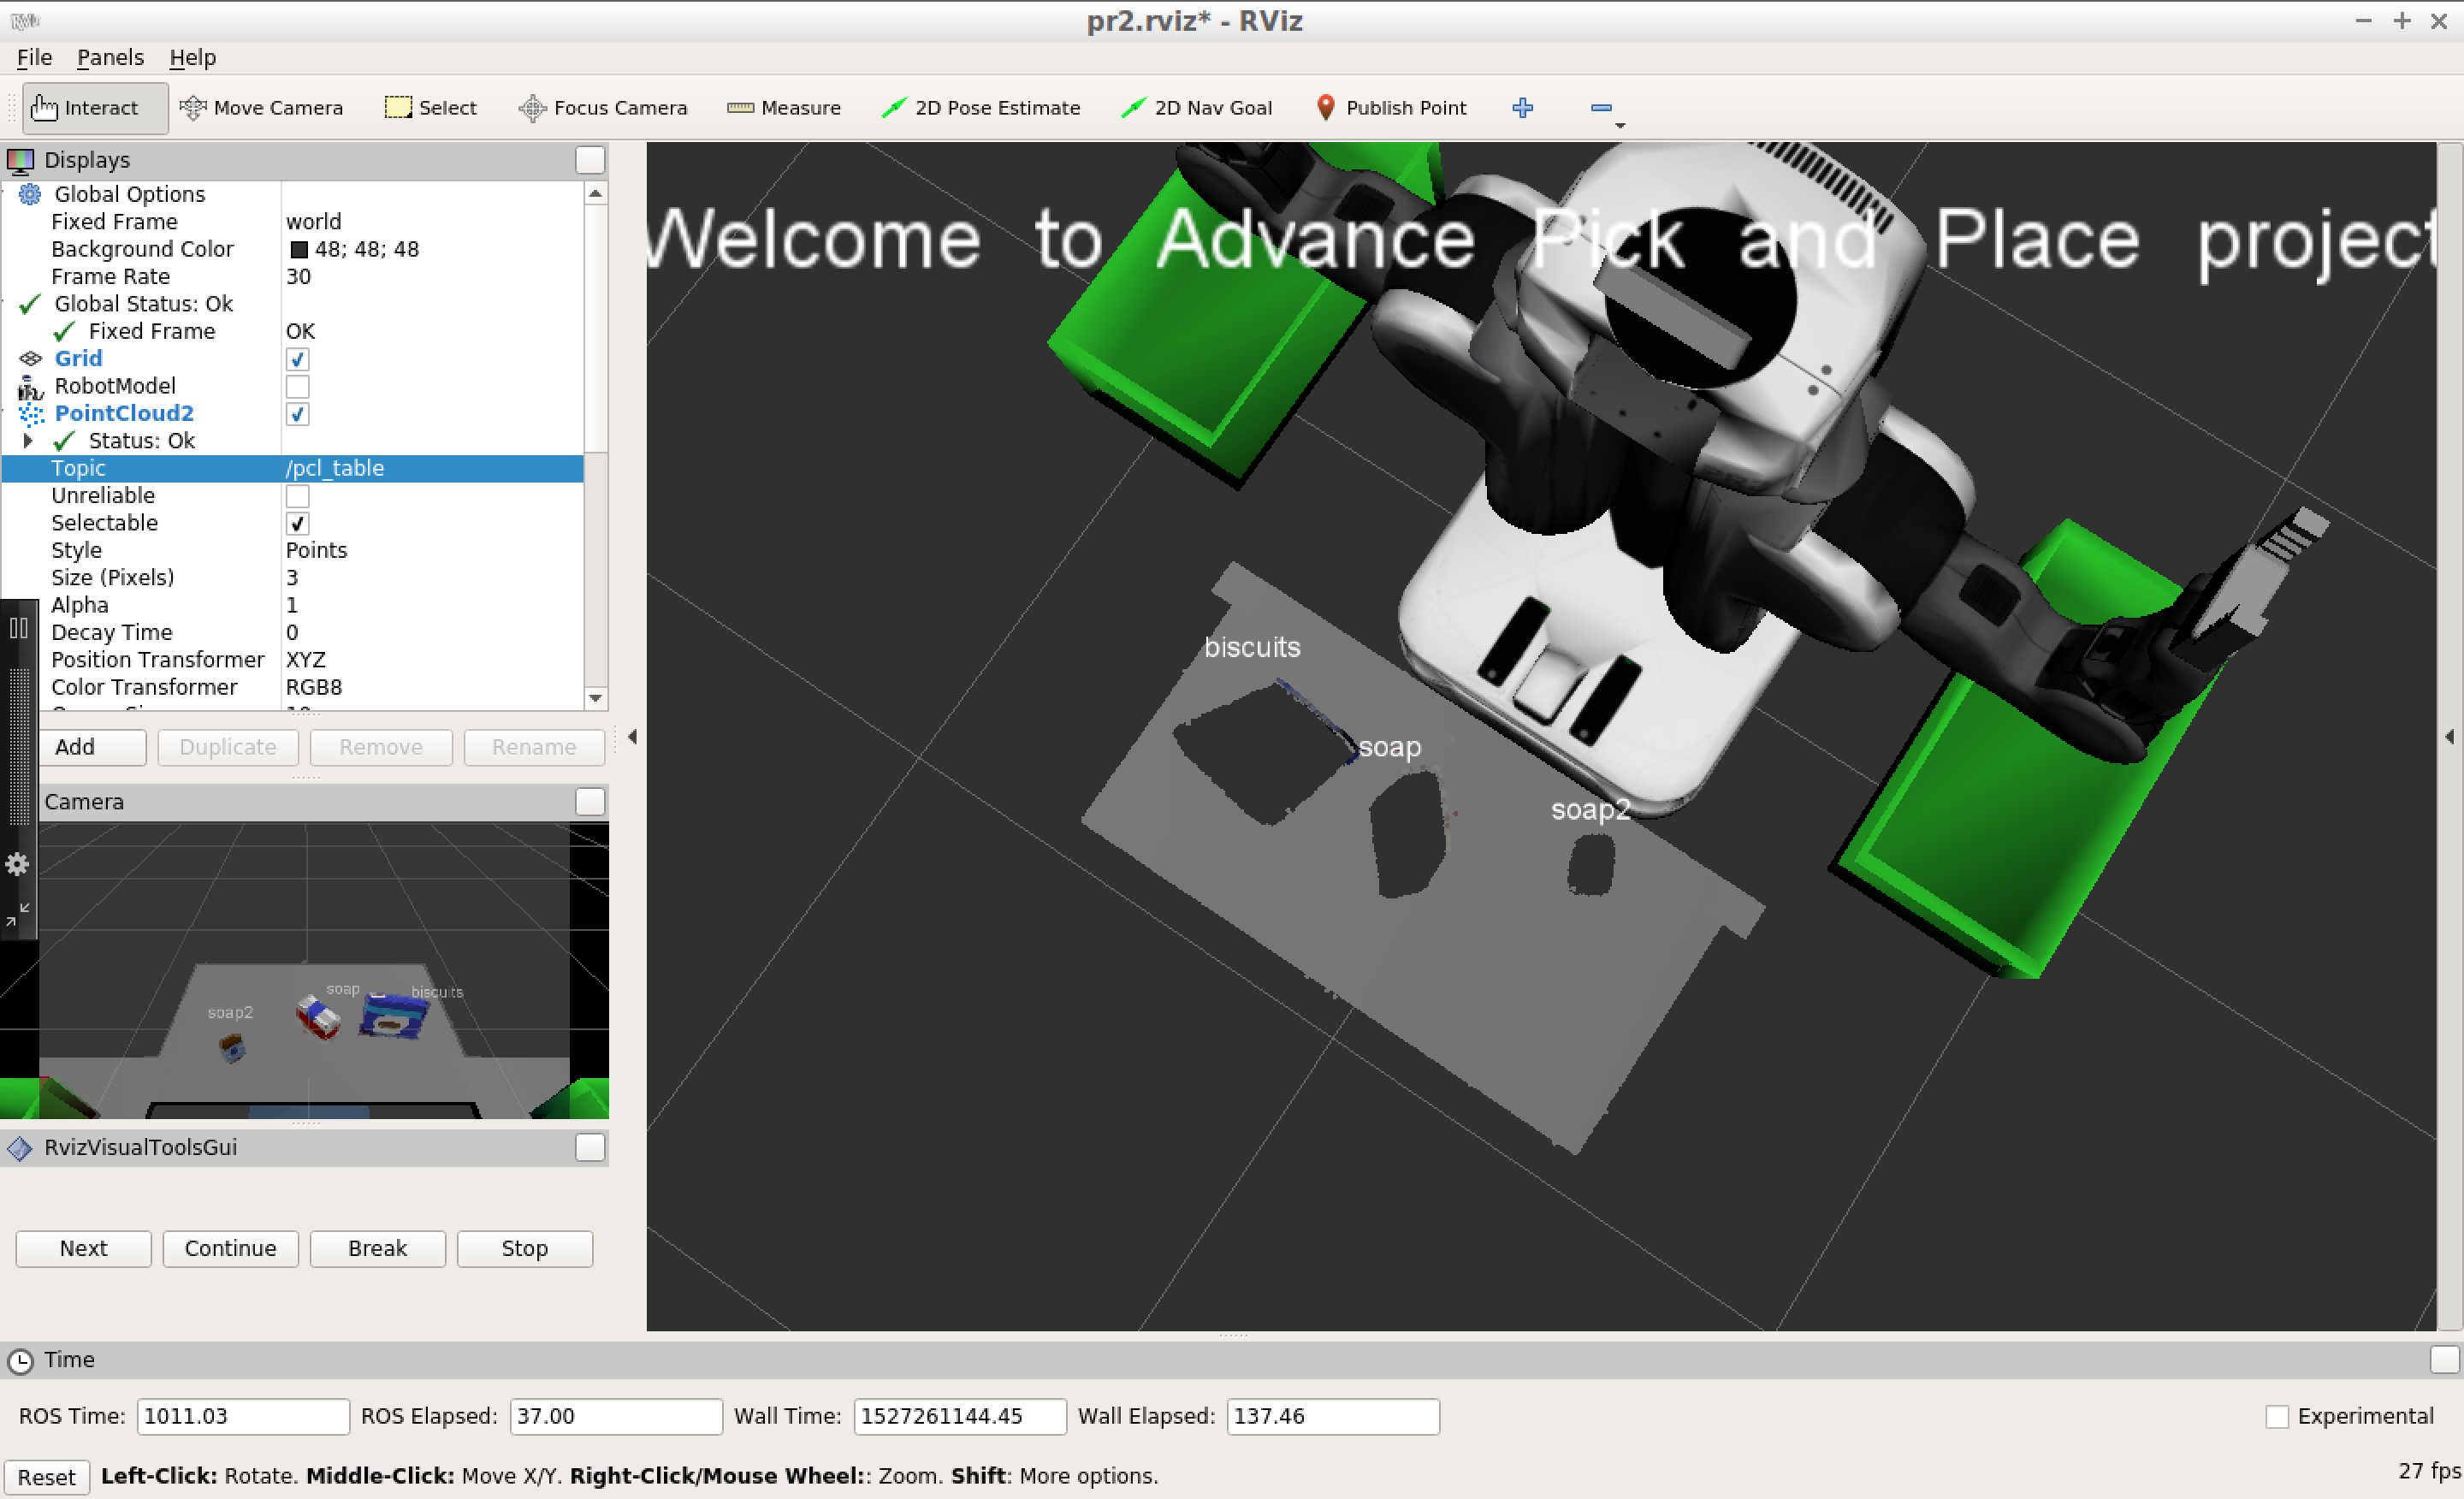 pr2.rviz* - RViz
File Panels Help
Interact Move Camera Select Focus Camera Measure 2D Pose Estimate 2D Nav Goal Publish Point
Displays
Global Options
Fixed Frame world
Background Color 48; 48; 48
Frame Rate 30
Global Status: Ok
Fixed Frame OK
Grid
RobotModel
PointCloud2
Status: Ok
Topic /pcl_table
Unreliable
Selectable
Style Points
Size (Pixels) 3
Alpha 1
Decay Time 0
Position Transformer XYZ
Color Transformer RGB8
Add Duplicate Remove Rename
Camera
soap biscuits
soap2
RvizVisualToolsGui
Next Continue Break Stop
Welcome to Advance Pick and Place project
biscuits
soap
soap2
Time
ROS Time: 1011.03 ROS Elapsed: 37.00 Wall Time: 1527261144.45 Wall Elapsed: 137.46 Experimental
Reset Left-Click: Rotate. Middle-Click: Move X/Y. Right-Click/Mouse Wheel:: Zoom. Shift: More options. 27 fps